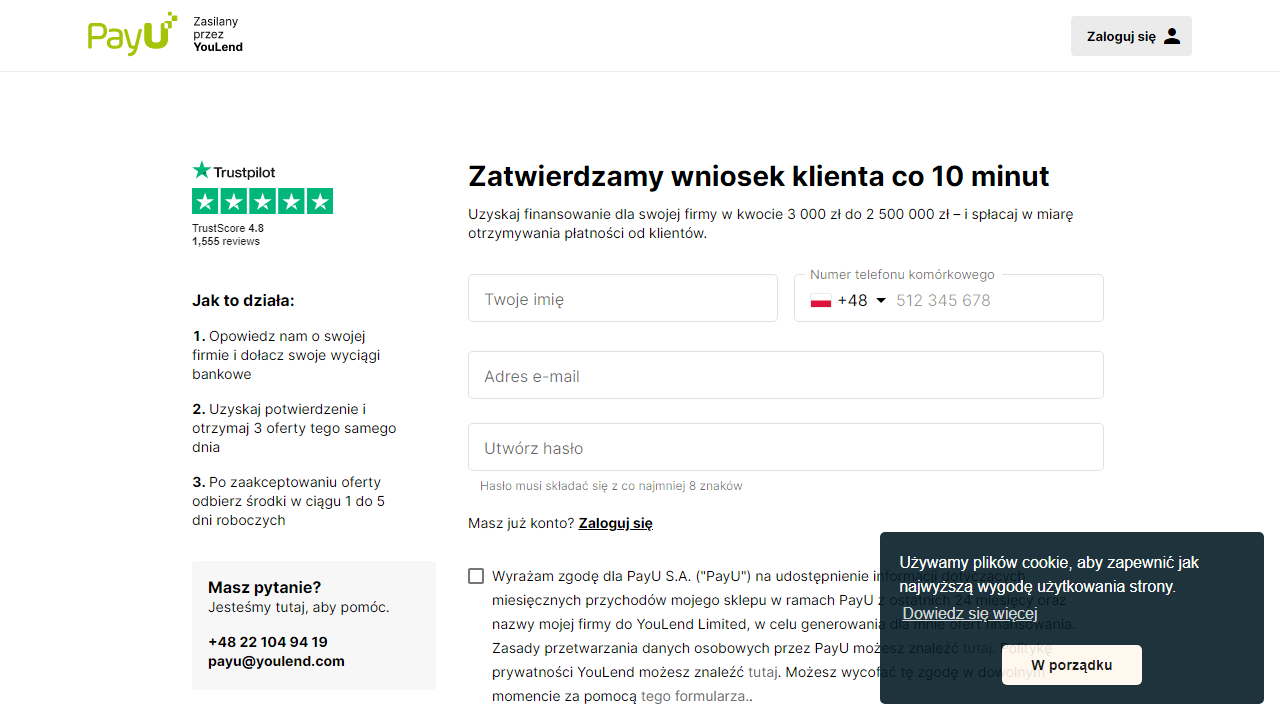 PayU
Zasilany
przez
YouLend
Zaloguj się
Trustpilot
TrustScore 4.8
1,555 reviews
Jak to działa:
1. Opowiedz nam o swojej
firmie i dołacz swoje wyciągi
bankowe
2. Uzyskaj potwierdzenie i
otrzymaj 3 oferty tego samego
dnia
3. Po zaakceptowaniu oferty
odbierz środki w ciągu 1 do 5
dni roboczych
Masz pytanie?
Jesteśmy tutaj, aby pomóc.
+48 22 104 94 19
payu@youlend.com
Zatwierdzamy wniosek klienta co 10 minut
Uzyskaj finansowanie dla swojej firmy w kwocie 3 000 zł do 2 500 000 zł – i spłacaj w miarę
otrzymywania płatności od klientów.
Twoje imię
Numer telefonu komórkowego
+48 512 345 678
Adres e-mail
Utwórz hasło
Hasło musi składać się z co najmniej 8 znaków
Masz już konto? Zaloguj się
Wyrażam zgodę dla PayU S.A. ("PayU") na udostępnienie informacji dotyczących
miesięcznych przychodów mojego sklepu w ramach PayU z ostatnich 24 miesięcy oraz
nazwy mojej firmy do YouLend Limited, w celu generowania dla mnie ofert finansowania.
Zasady przetwarzania danych osobowych przez PayU możesz znaleźć tutaj. Politykę
prywatności YouLend możesz znaleźć tutaj. Możesz wycofać tę zgodę w dowolnym
momencie za pomocą tego formularza..
Używamy plików cookie, aby zapewnić jak
najwyższą wygodę użytkowania strony.
Dowiedz się więcej
W porządku